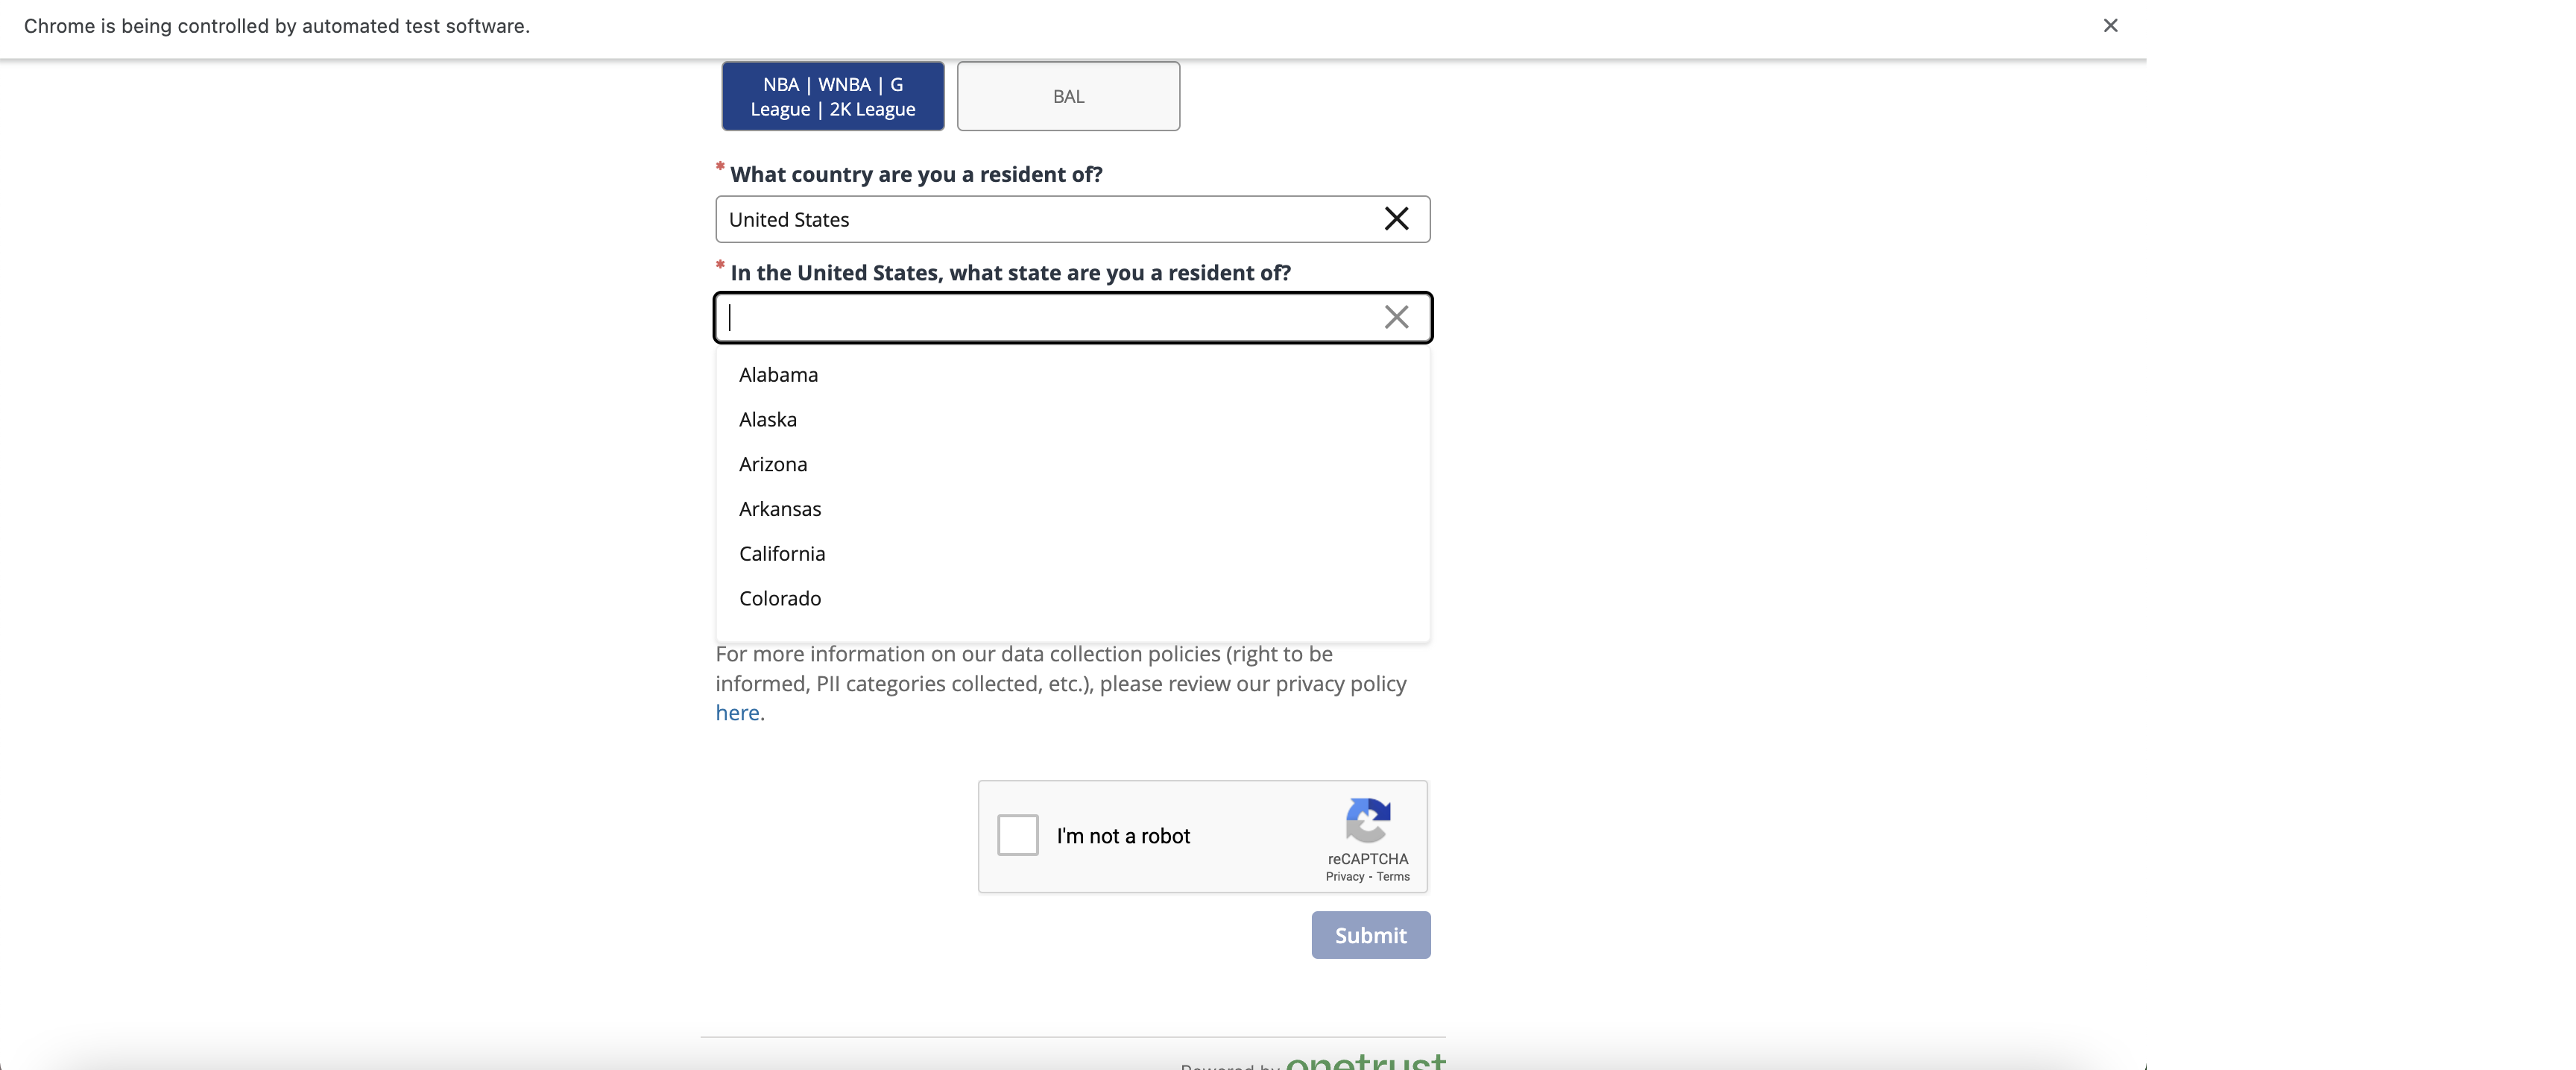 Chrome is being controlled by automated test software.
NBA | WNBA | G
League | 2K League
BAL
* What country are you a resident of?
United States
* In the United States, what state are you a resident of?
Alabama
Alaska
Arizona
Arkansas
California
Colorado
For more information on our data collection policies (right to be
informed, PII categories collected, etc.), please review our privacy policy
here.
I'm not a robot
reCAPTCHA
Privacy - Terms
Submit
Powered by onetrust